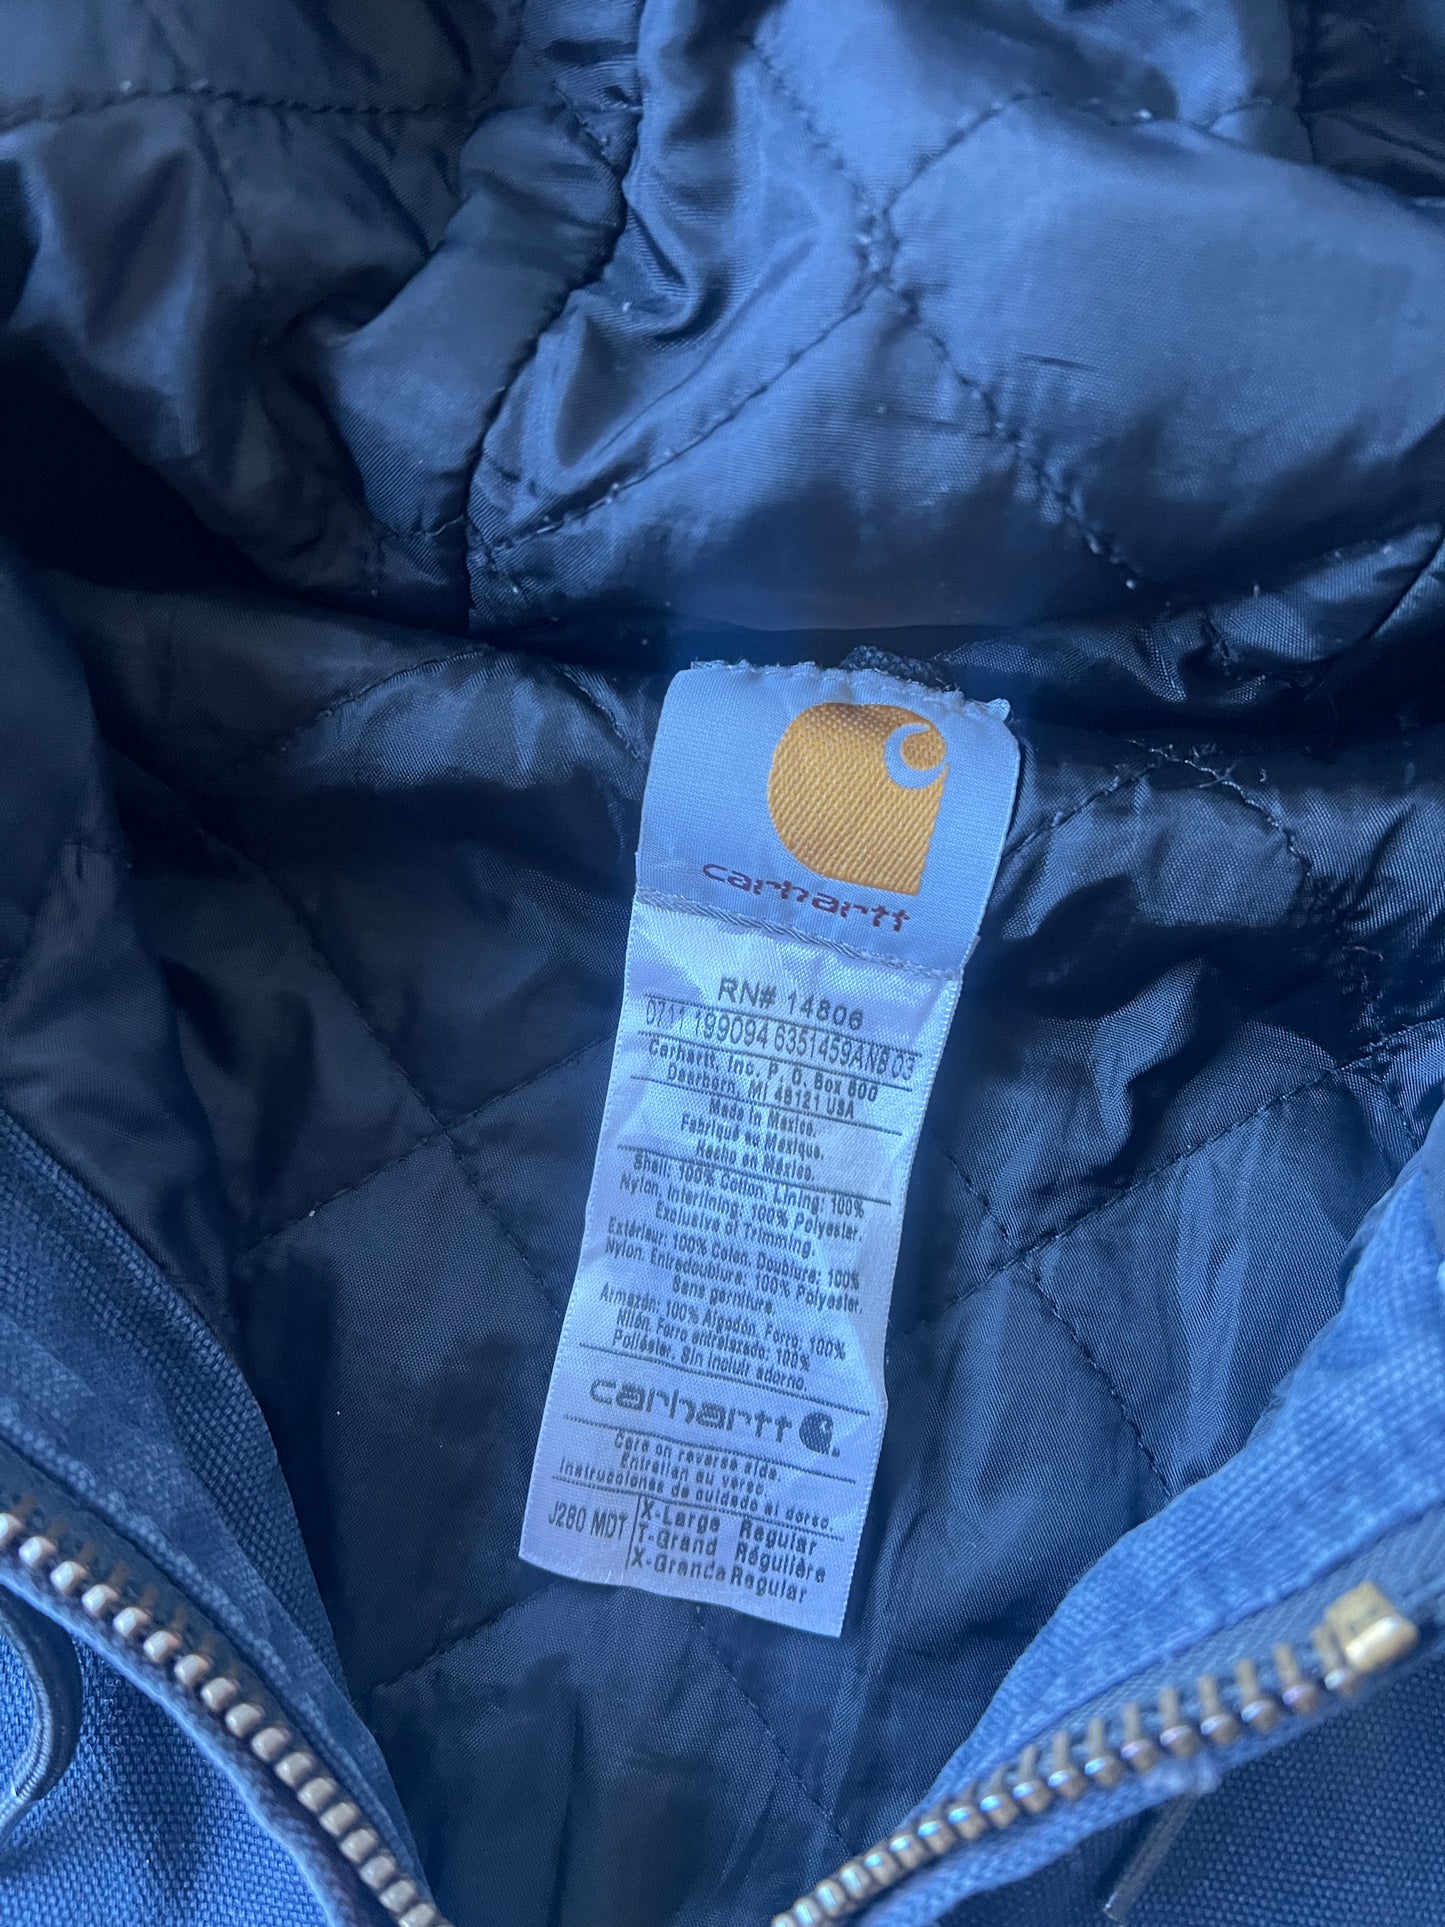 carhartt
RN# 14806
0711 199094 6351459AN8 03
Carhartt, Inc. P. O. Box 600
Dearborn, MI 48121 USA
Made in Mexico.
Fabriqué au Mexique.
Hecho en México.
Shell: 100% Cotton. Lining: 100%
Nylon. Interlining: 100% Polyester.
Exclusive of Trimming.
Extérieur: 100% Coton. Doublure: 100%
Nylon. Entredoublure: 100% Polyester.
Sans garniture.
Armazón: 100% Algodón. Forro: 100%
Nilón. Forro entrelazado: 100%
Poliéster. Sin incluir adorno.
carhartt
Care on reverse side.
Entretien au verso.
Instrucciones de cuidado al dorso.
J280 MDT X-Large Regular
T-Grand Régulière
X-Grande Regular